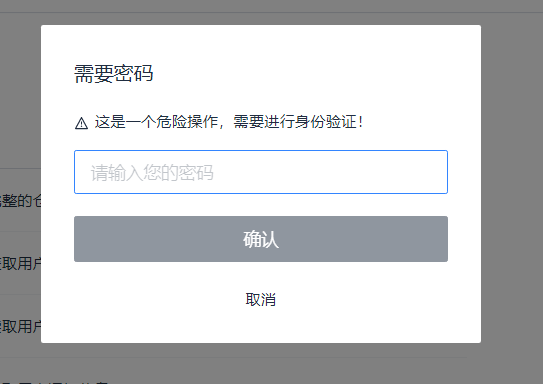 需要密码
这是一个危险操作，需要进行身份验证！
请输入您的密码
确认
取消
整的仓
取用户
取用户